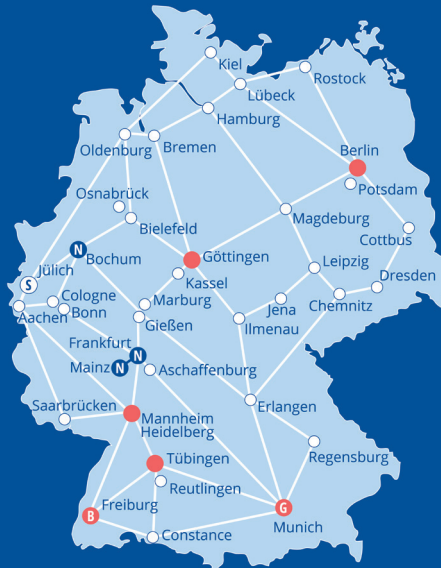 Kiel
Rostock
Lübeck
Hamburg
Oldenburg
Bremen
Berlin
Potsdam
Osnabrück
Magdeburg
Bielefeld
Cottbus
N
Bochum
Göttingen
Leipzig
Jülich
S
Kassel
Dresden
Cologne
Marburg
Jena
Chemnitz
Aachen
Bonn
Gießen
Ilmenau
Frankfurt
N
Mainz
N
Aschaffenburg
Saarbrücken
Erlangen
Mannheim
Heidelberg
Regensburg
Tübingen
Reutlingen
Freiburg
B
G
Munich
Constance